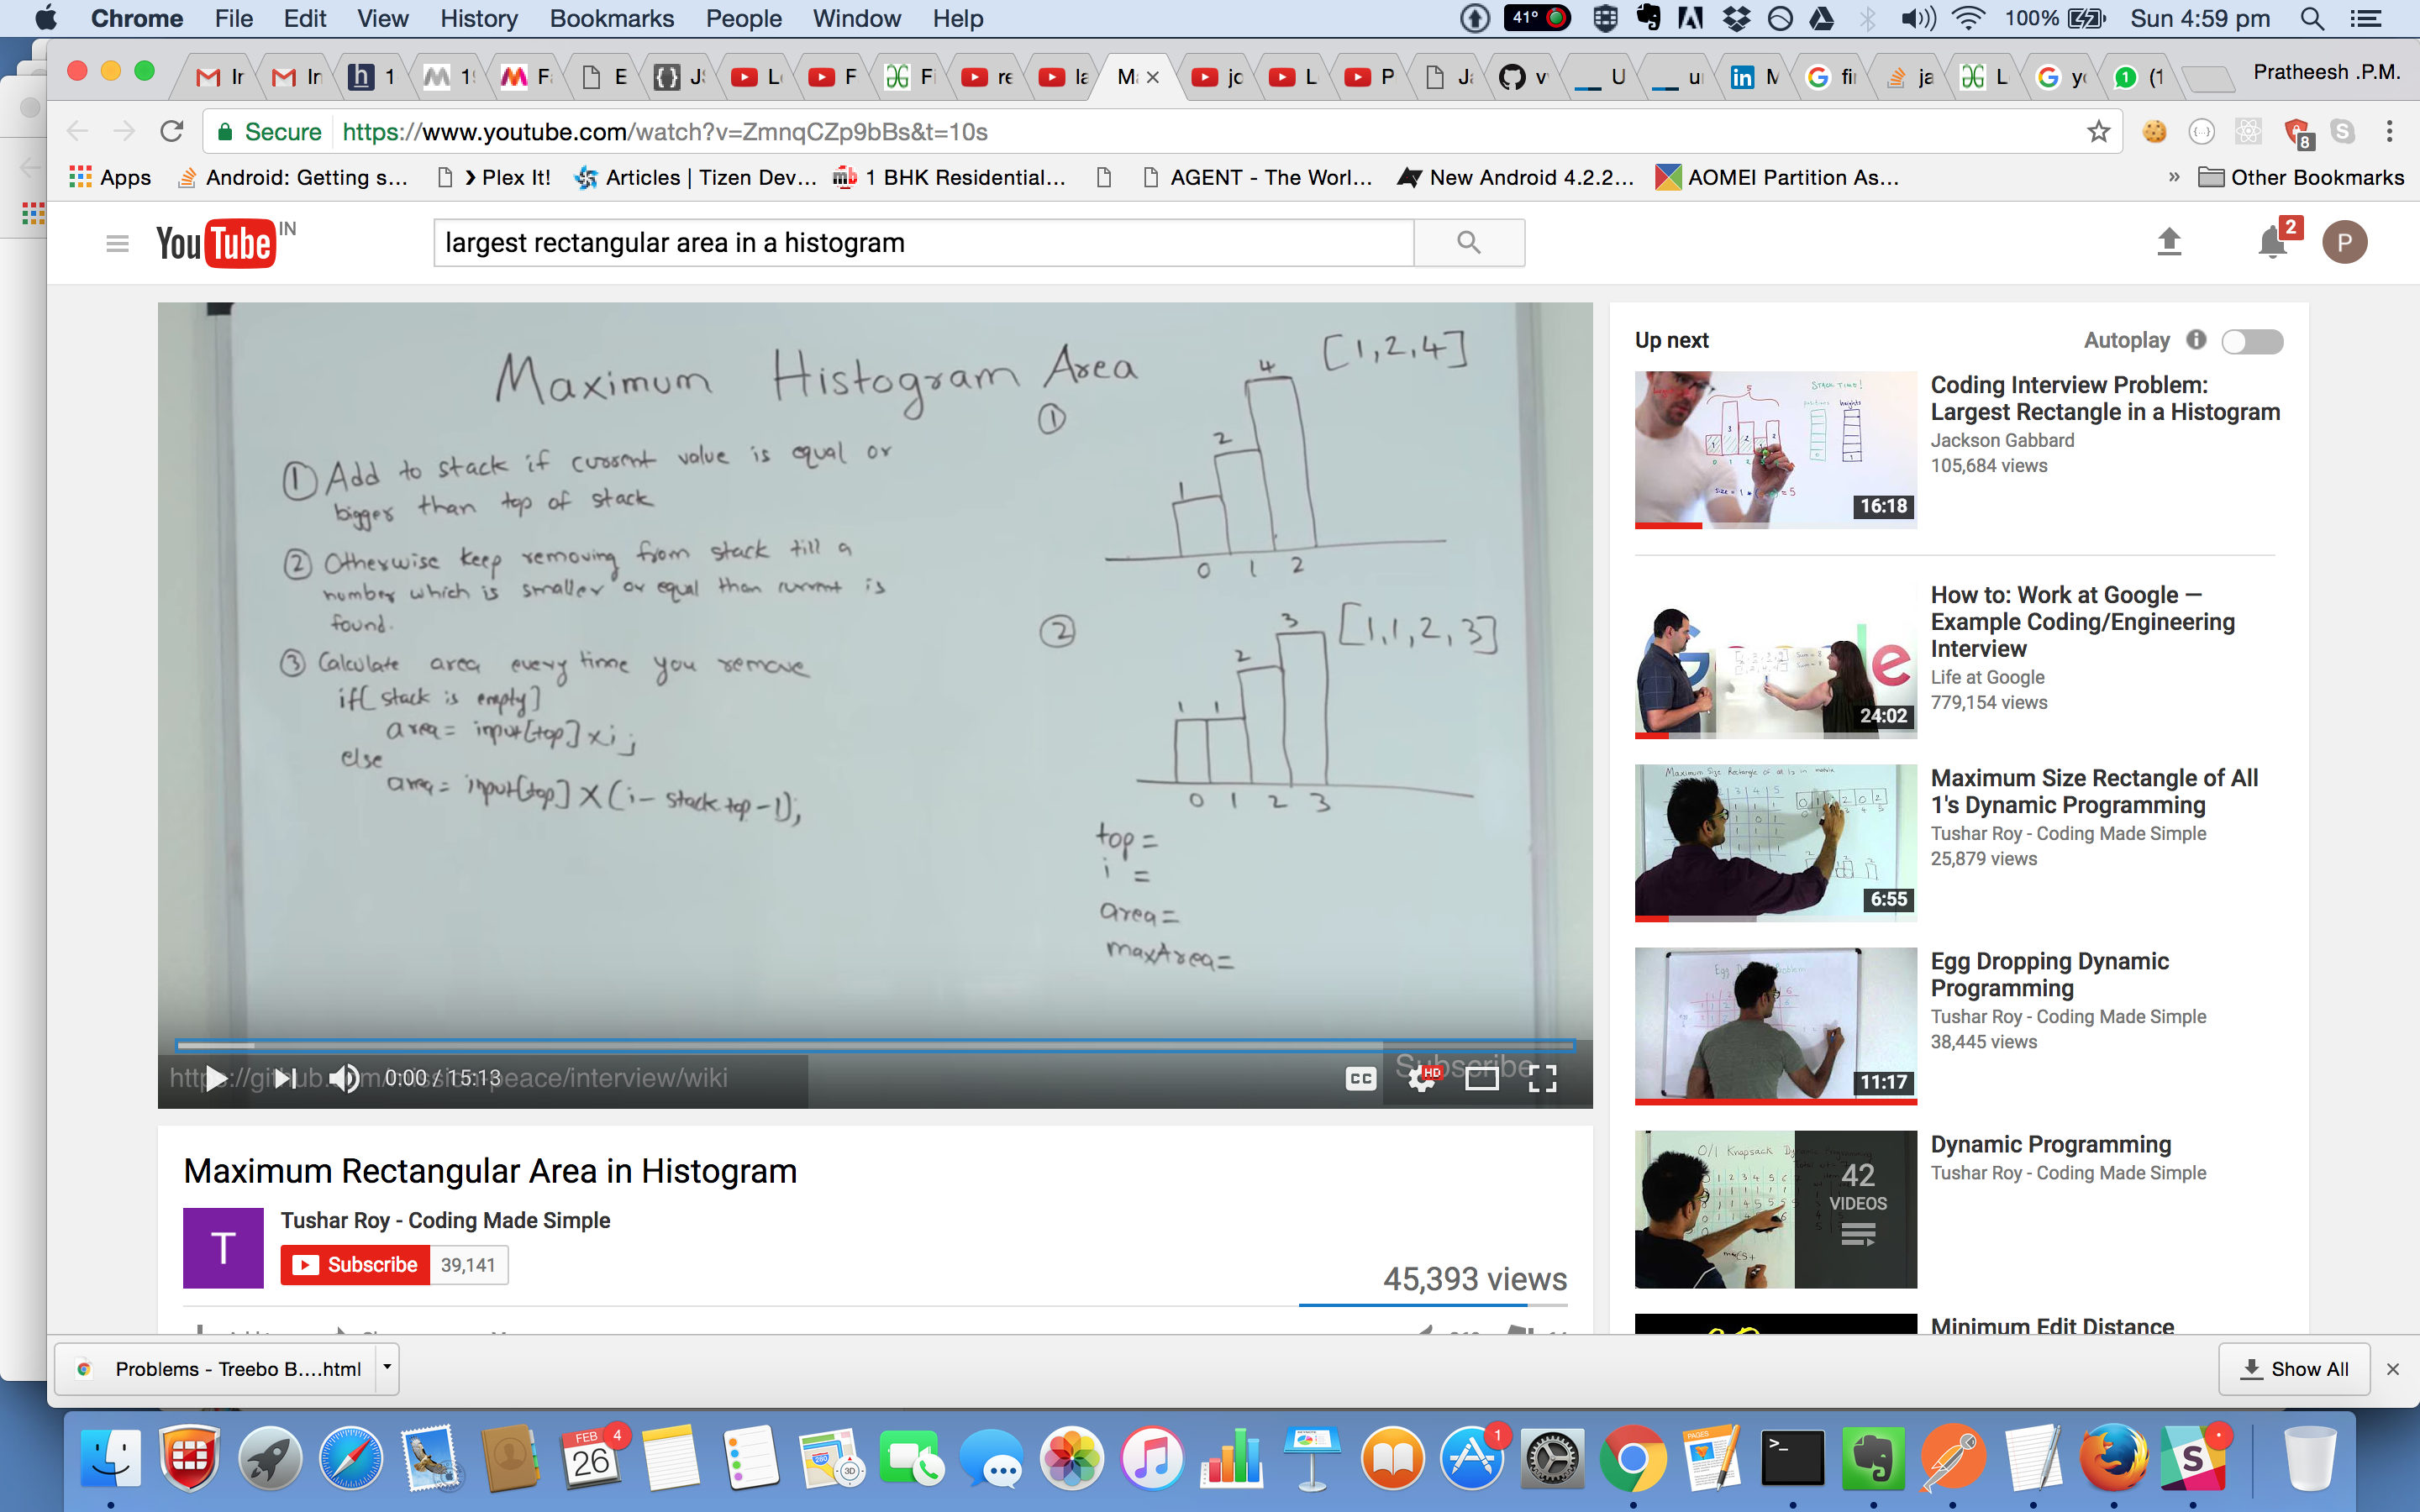 Chrome File Edit View History Bookmarks People Window Help
41° 100% Sun 4:59 pm
Pratheesh .P.M.
Secure https://www.youtube.com/watch?v=ZmnqCZp9bBs&t=10s
8
Apps Android: Getting s... Plex It! Articles | Tizen Dev... 1 BHK Residential... AGENT - The Worl... New Android 4.2.2... AOMEI Partition As... » Other Bookmarks
YouTube IN
largest rectangular area in a histogram
2
P
Maximum Histogram Area
① Add to stack if current value is equal or
bigger than top of stack
② Otherwise keep removing from stack till a
number which is smaller or equal than current is
found.
③ Calculate area every time you remove
if( stack is empty]
area = input[top] x i;
else
area = input[top] X (i - stack top - 1);
①
[1,2,4]
1 2 4
0 1 2
②
[1,1,2,3]
1 1 2 3
0 1 2 3
top =
i =
area =
maxArea =
https://github.com/mission-peace/interview/wiki
0:00 / 15:13
Subscribe
CC
HD
Maximum Rectangular Area in Histogram
T
Tushar Roy - Coding Made Simple
Subscribe 39,141
45,393 views
Up next
Autoplay
Coding Interview Problem:
Largest Rectangle in a Histogram
Jackson Gabbard
105,684 views
16:18
How to: Work at Google —
Example Coding/Engineering
Interview
Life at Google
779,154 views
24:02
Maximum Size Rectangle of All
1's Dynamic Programming
Tushar Roy - Coding Made Simple
25,879 views
6:55
Egg Dropping Dynamic
Programming
Tushar Roy - Coding Made Simple
38,445 views
11:17
Dynamic Programming
Tushar Roy - Coding Made Simple
42
VIDEOS
Minimum Edit Distance
Problems - Treebo B....html
Show All
FEB
26
4
1